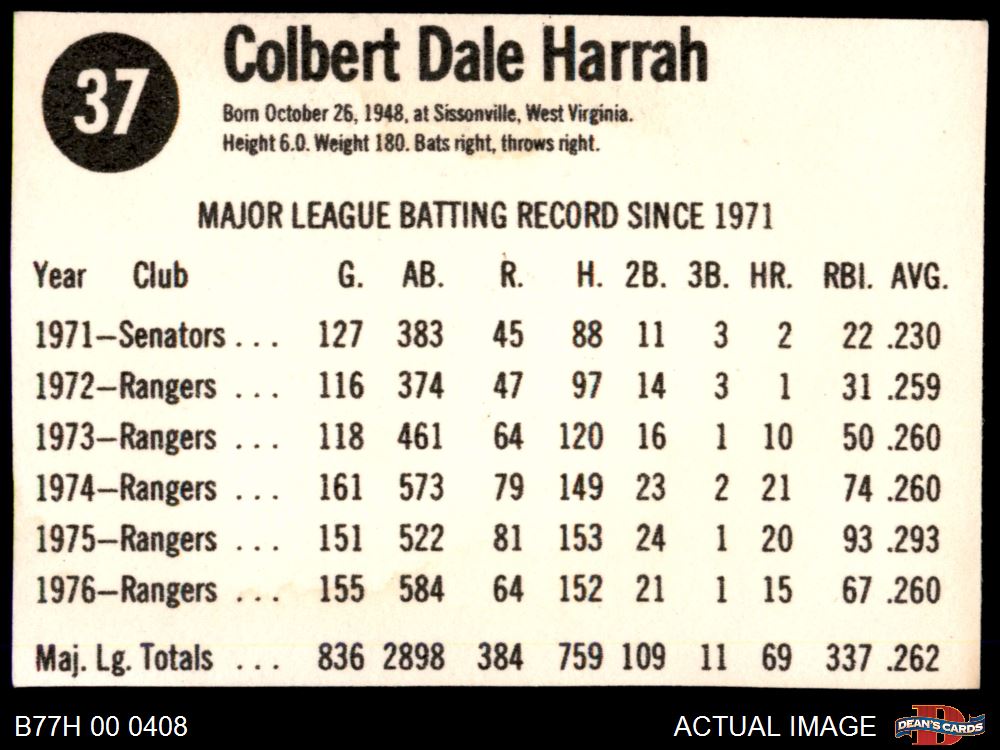 37
Colbert Dale Harrah
Born October 26, 1948, at Sissonville, West Virginia.
Height 6.0. Weight 180. Bats right, throws right.
MAJOR LEAGUE BATTING RECORD SINCE 1971
Year Club G. AB. R. H. 2B. 3B. HR. RBI. AVG.
1971—Senators . . . 127 383 45 88 11 3 2 22 .230
1972—Rangers . . . 116 374 47 97 14 3 1 31 .259
1973—Rangers . . . 118 461 64 120 16 1 10 50 .260
1974—Rangers . . . 161 573 79 149 23 2 21 74 .260
1975—Rangers . . . 151 522 81 153 24 1 20 93 .293
1976—Rangers . . . 155 584 64 152 21 1 15 67 .260
Maj. Lg. Totals . . . 836 2898 384 759 109 11 69 337 .262
B77H 00 0408
ACTUAL IMAGE
D
DEAN'S CARDS